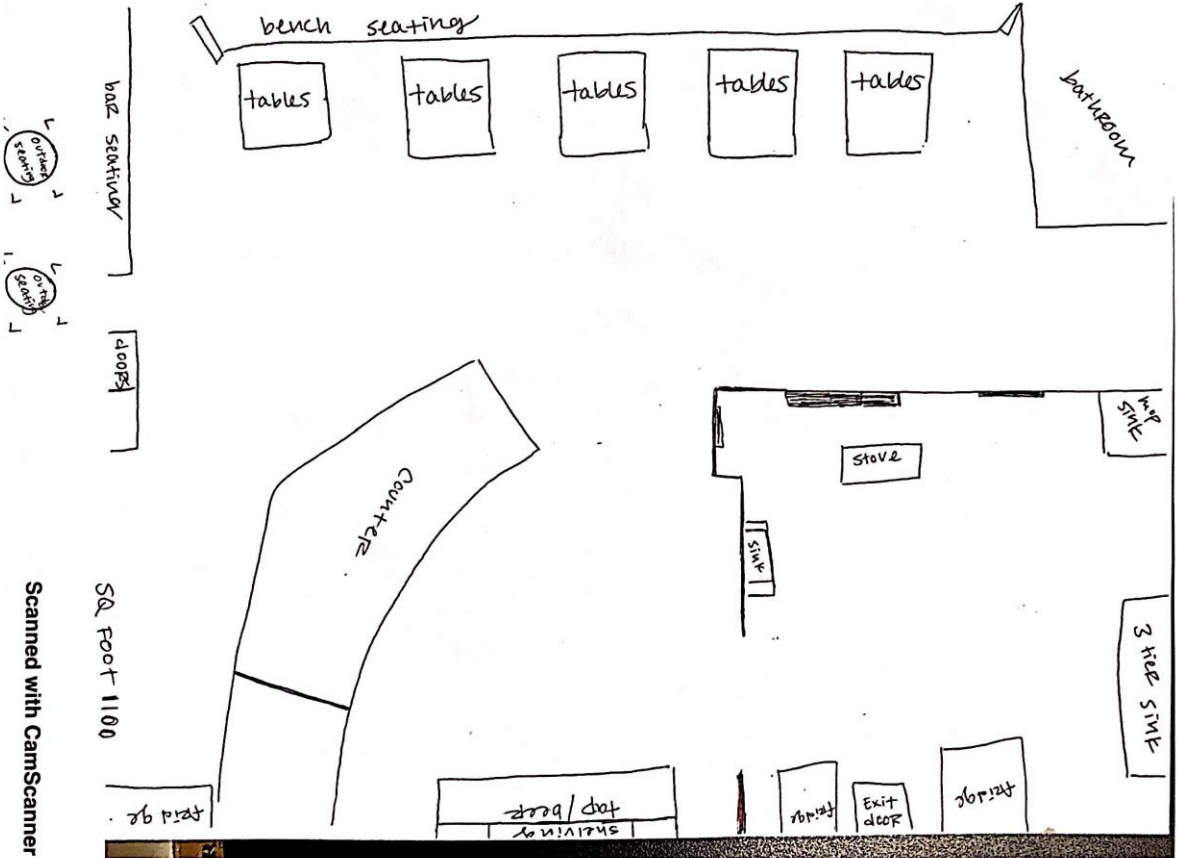 bench seating
tables
tables
tables
tables
tables
bathroom
bar seating
outdoor
seating
outdoor
seating
doors
counter
mop
sink
stove
sink
3 tier sink
SQ FOOT 1100
fridge
tap/beer
shelving
fridge
Exit
door
fridge
Scanned with CamScanner